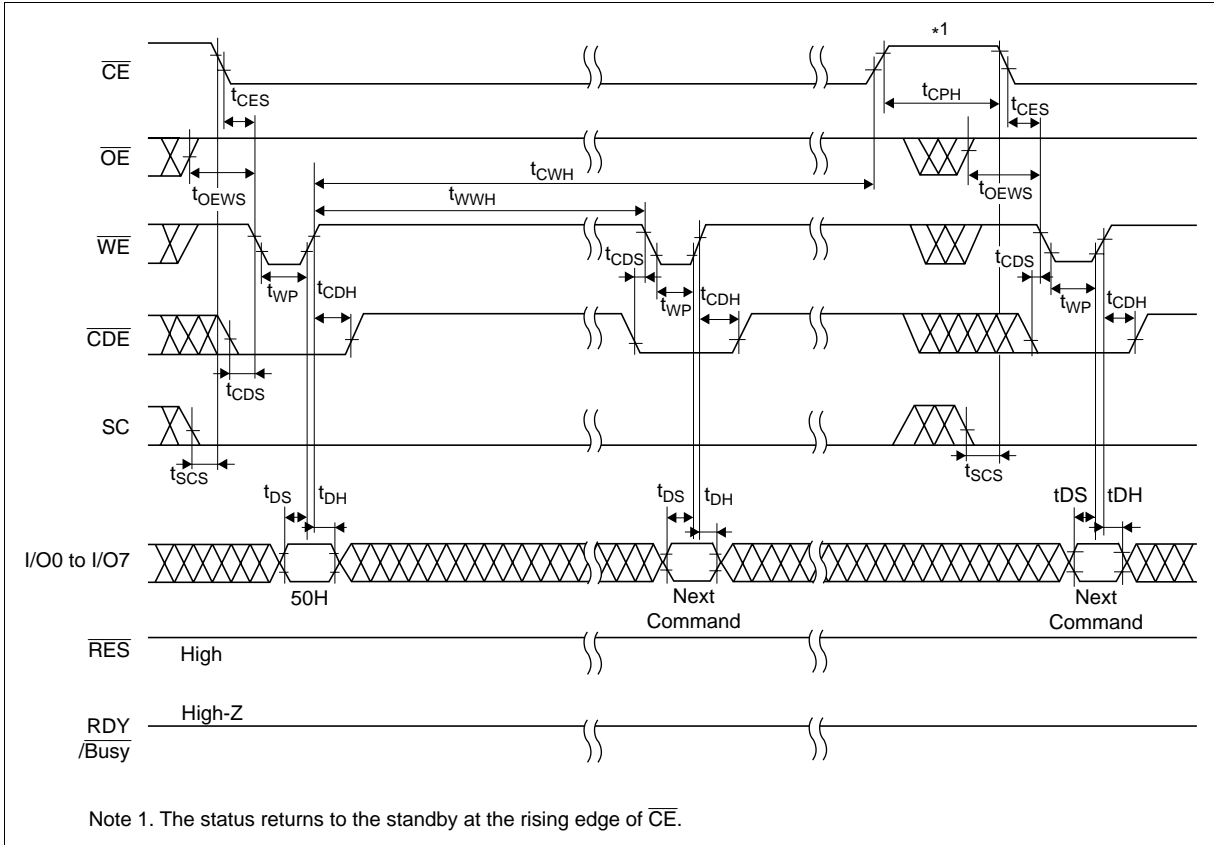 *1
CE
tCES
tCPH
tCES
OE
tOEWS
tCWH
tOEWS
tWWH
WE
tCDS
tCDS
tWP
tCDH
tWP
tCDH
tWP
tCDH
CDE
tCDS
SC
tSCS
tSCS
tDS
tDH
tDS
tDH
tDS
tDH
I/O0 to I/O7
50H
Next
Command
Next
Command
RES
High
RDY
/Busy
High-Z
Note 1. The status returns to the standby at the rising edge of CE.